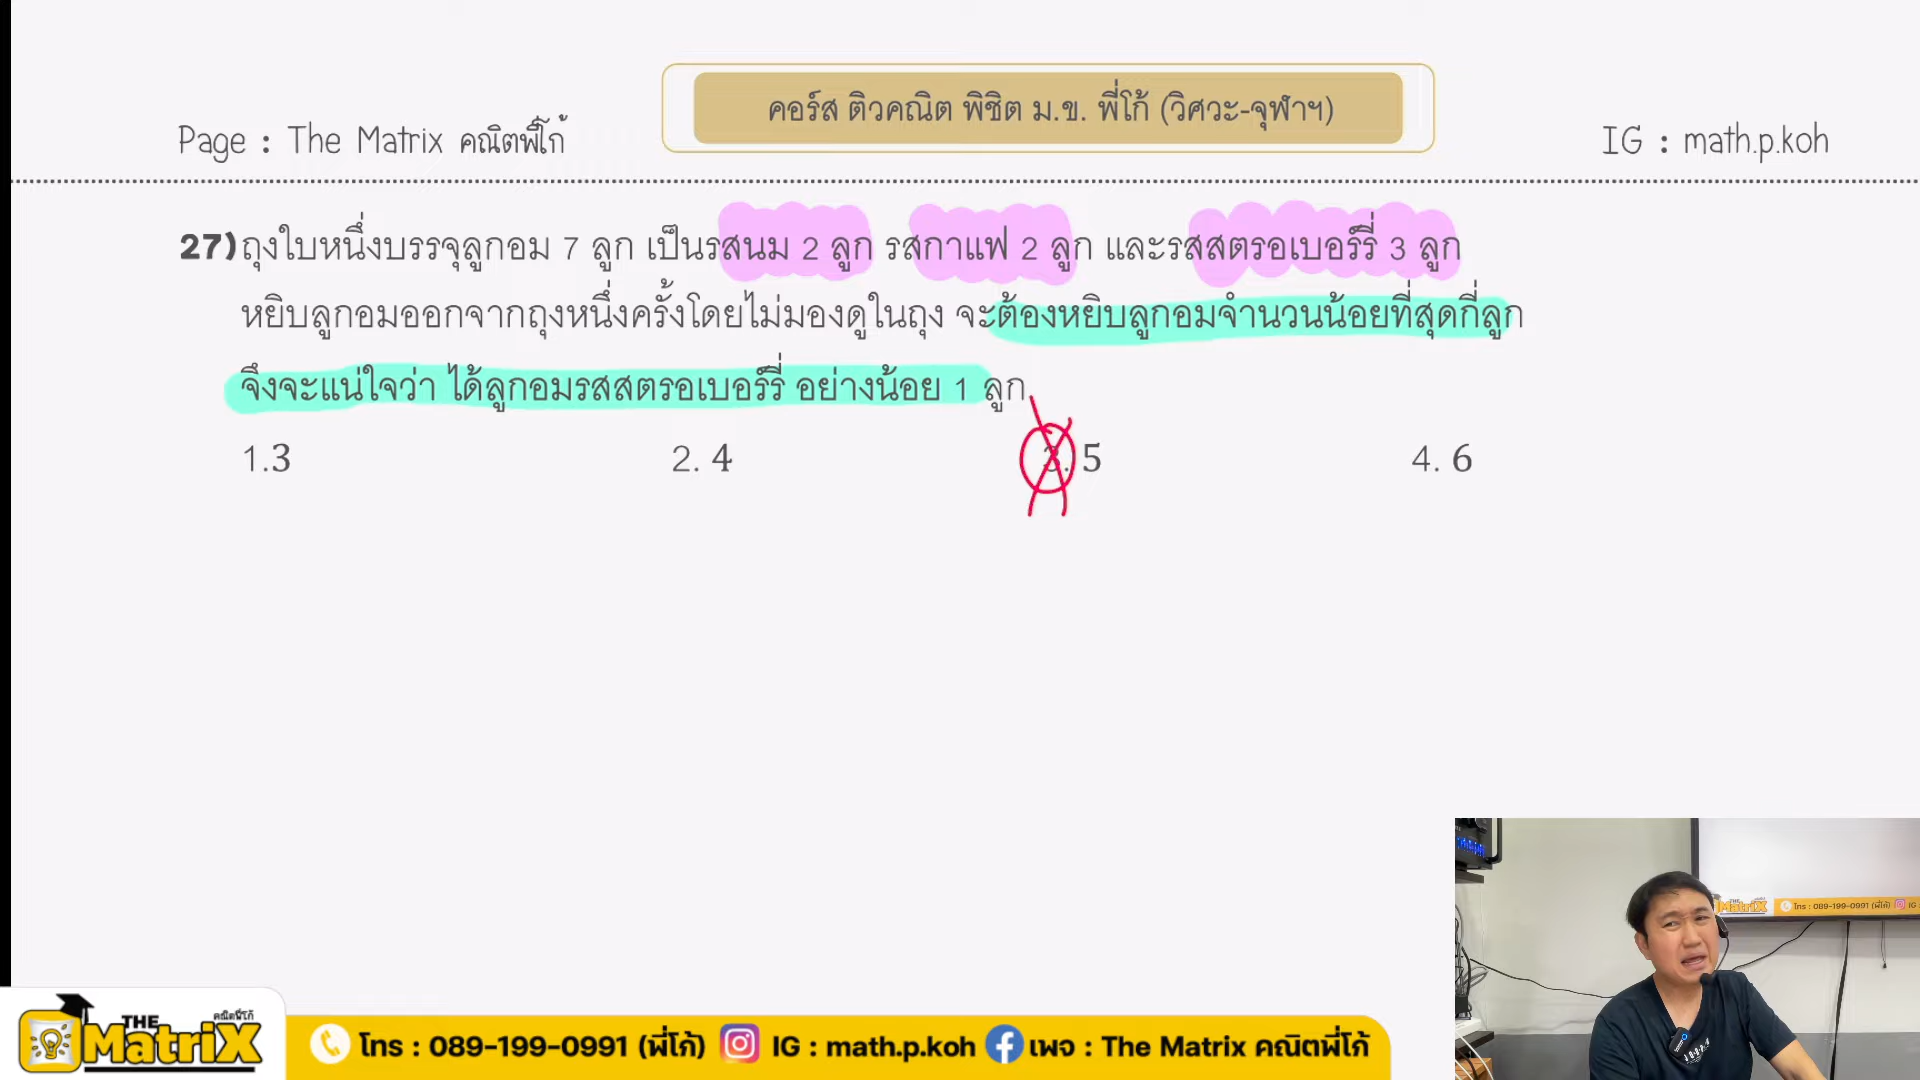 คอร์ส ติวคณิต พิชิต ม.ข. พี่โก้ (วิศวะ-จุฬาฯ)
Page : The Matrix คณิตพี่โก้
IG : math.p.koh
27) ถุงใบหนึ่งบรรจุลูกอม 7 ลูก เป็นรสนม 2 ลูก รสกาแฟ 2 ลูก และรสสตรอเบอร์รี่ 3 ลูก
หยิบลูกอมออกจากถุงหนึ่งครั้งโดยไม่มองดูในถุง จะต้องหยิบลูกอมจำนวนน้อยที่สุดกี่ลูก
จึงจะแน่ใจว่า ได้ลูกอมรสสตรอเบอร์รี่ อย่างน้อย 1 ลูก
1.3 2. 4 3. 5 4. 6
THE MatriX คณิตพี่โก้
โทร : 089-199-0991 (พี่โก้) IG : math.p.koh เพจ : The Matrix คณิตพี่โก้
MatriX โทร : 089-199-0991 (พี่โก้) IG :